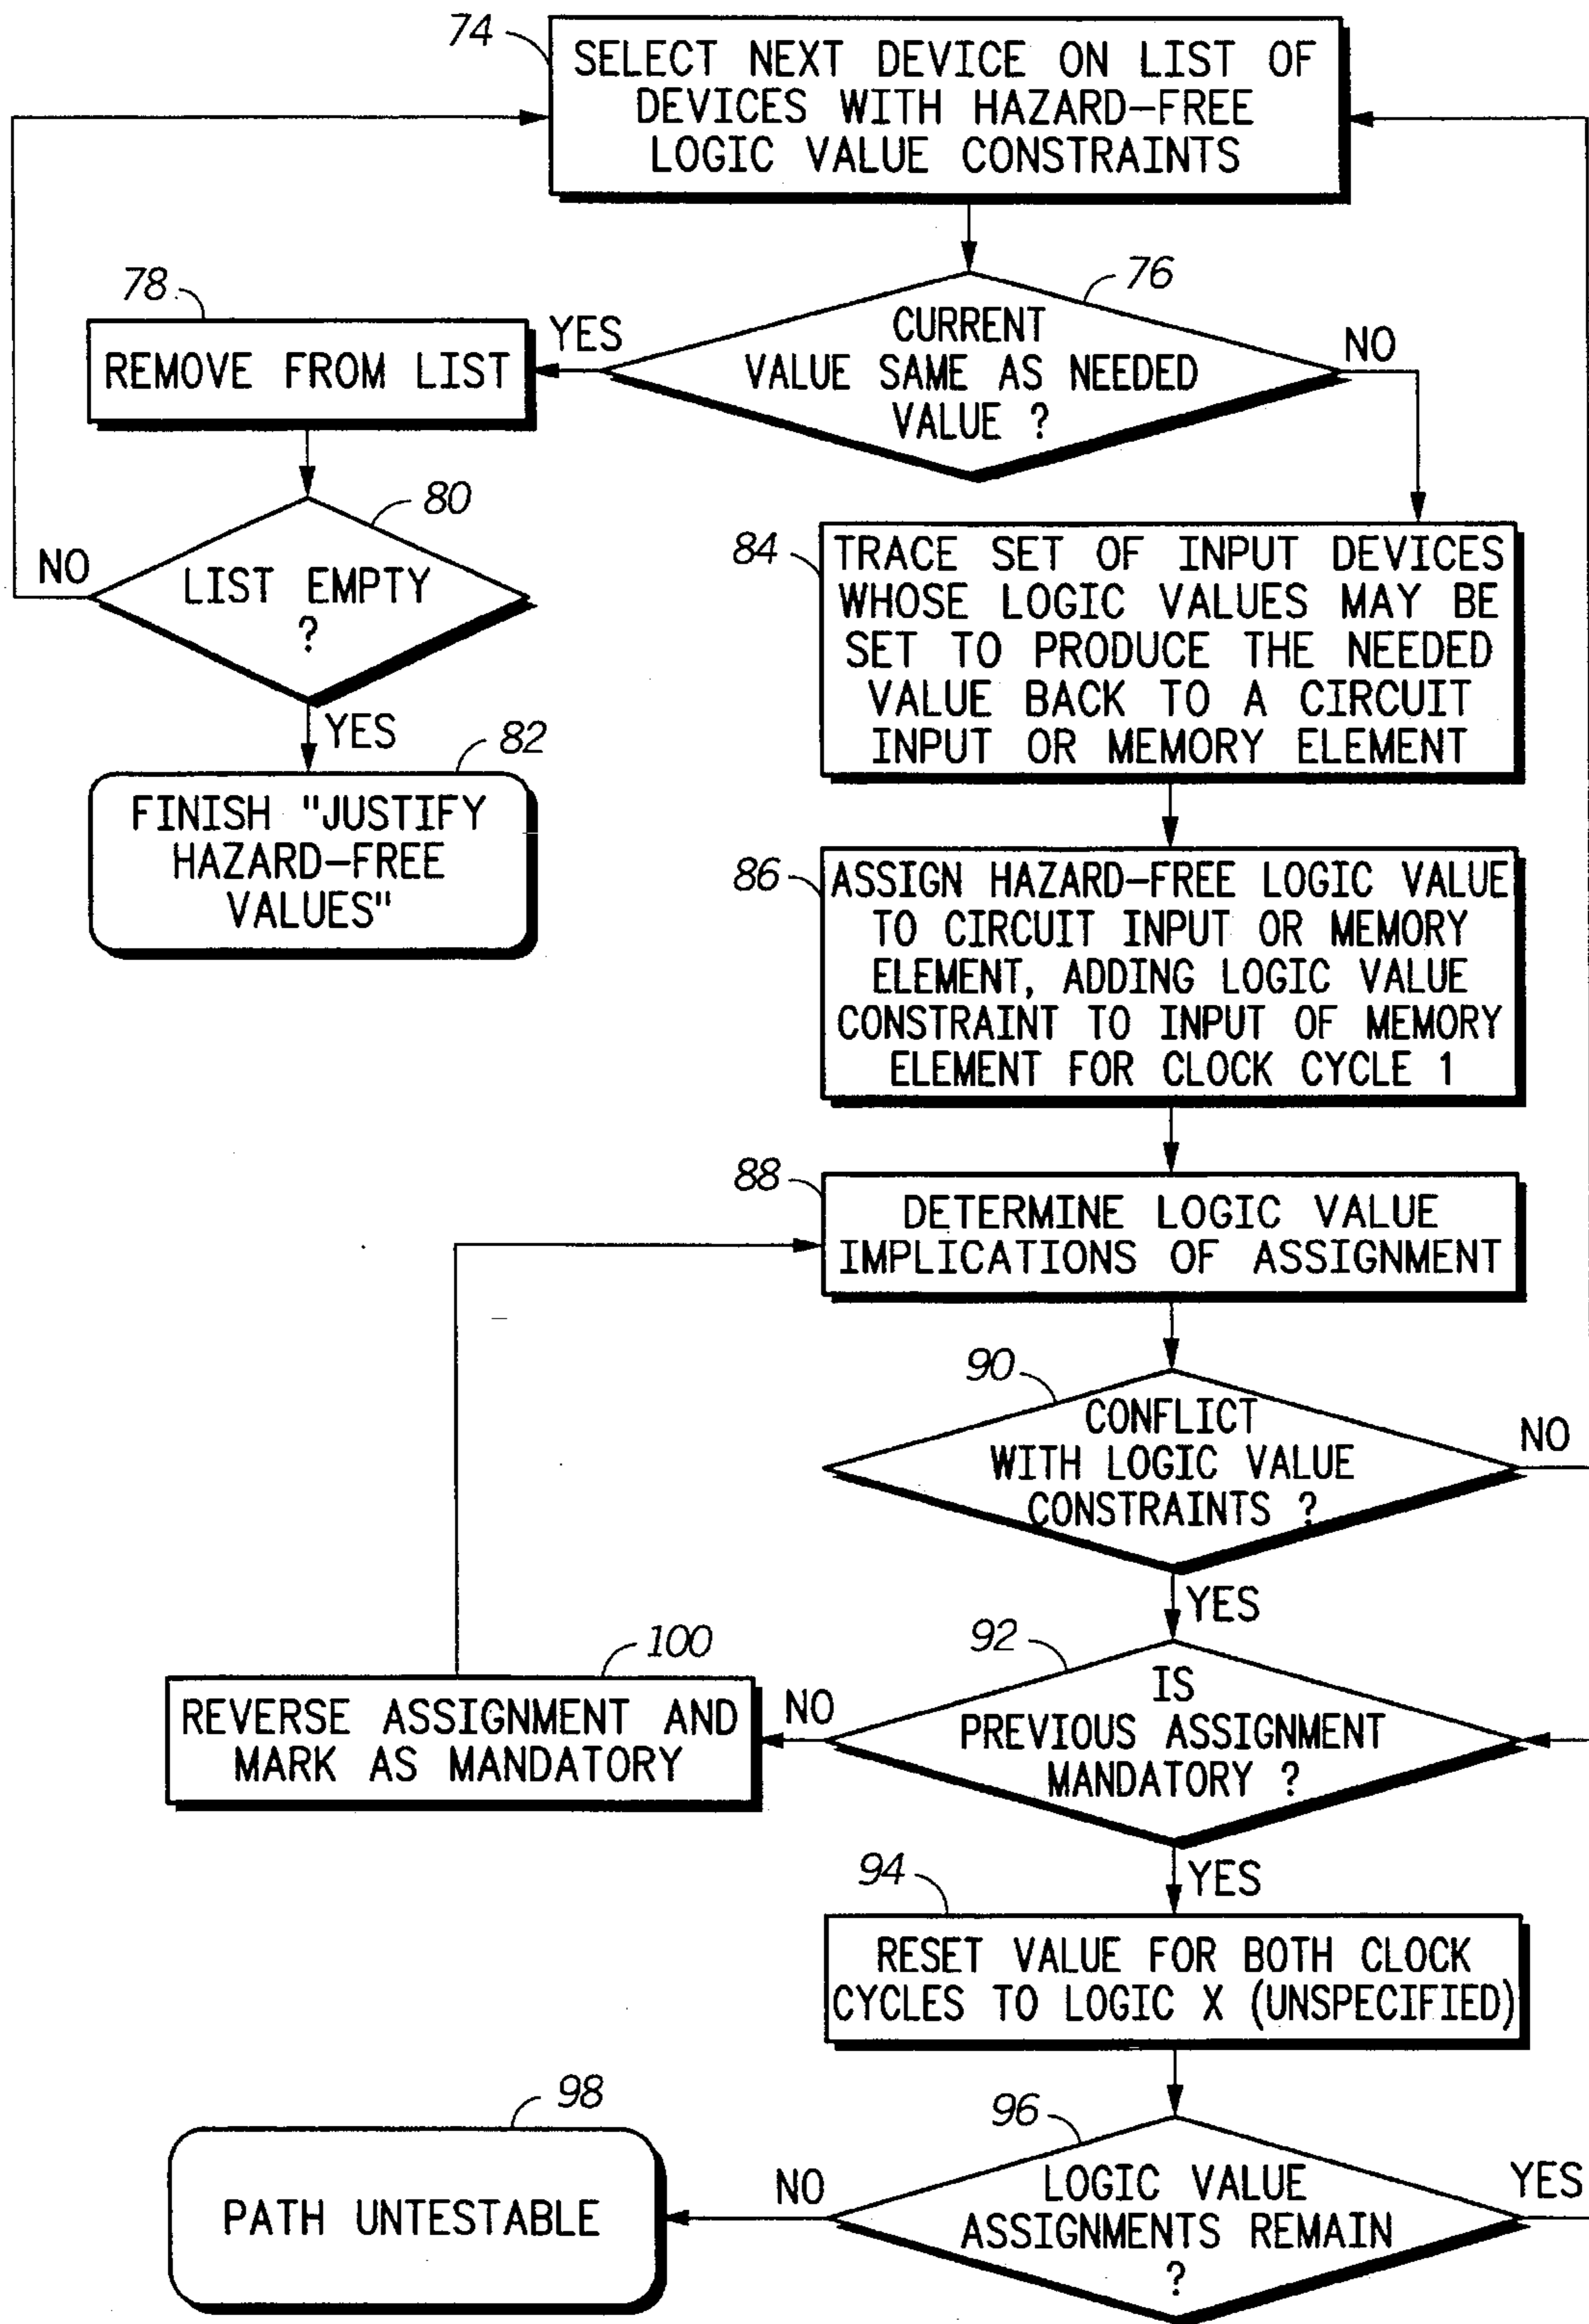 74
SELECT NEXT DEVICE ON LIST OF
DEVICES WITH HAZARD-FREE
LOGIC VALUE CONSTRAINTS
76
CURRENT
VALUE SAME AS NEEDED
VALUE ?
YES
NO
78
REMOVE FROM LIST
80
LIST EMPTY
?
NO
YES
82
FINISH "JUSTIFY
HAZARD-FREE
VALUES"
84
TRACE SET OF INPUT DEVICES
WHOSE LOGIC VALUES MAY BE
SET TO PRODUCE THE NEEDED
VALUE BACK TO A CIRCUIT
INPUT OR MEMORY ELEMENT
86
ASSIGN HAZARD-FREE LOGIC VALUE
TO CIRCUIT INPUT OR MEMORY
ELEMENT, ADDING LOGIC VALUE
CONSTRAINT TO INPUT OF MEMORY
ELEMENT FOR CLOCK CYCLE 1
88
DETERMINE LOGIC VALUE
IMPLICATIONS OF ASSIGNMENT
90
CONFLICT
WITH LOGIC VALUE
CONSTRAINTS ?
NO
YES
92
IS
PREVIOUS ASSIGNMENT
MANDATORY ?
NO
100
REVERSE ASSIGNMENT AND
MARK AS MANDATORY
YES
94
RESET VALUE FOR BOTH CLOCK
CYCLES TO LOGIC X (UNSPECIFIED)
96
LOGIC VALUE
ASSIGNMENTS REMAIN
?
YES
NO
98
PATH UNTESTABLE